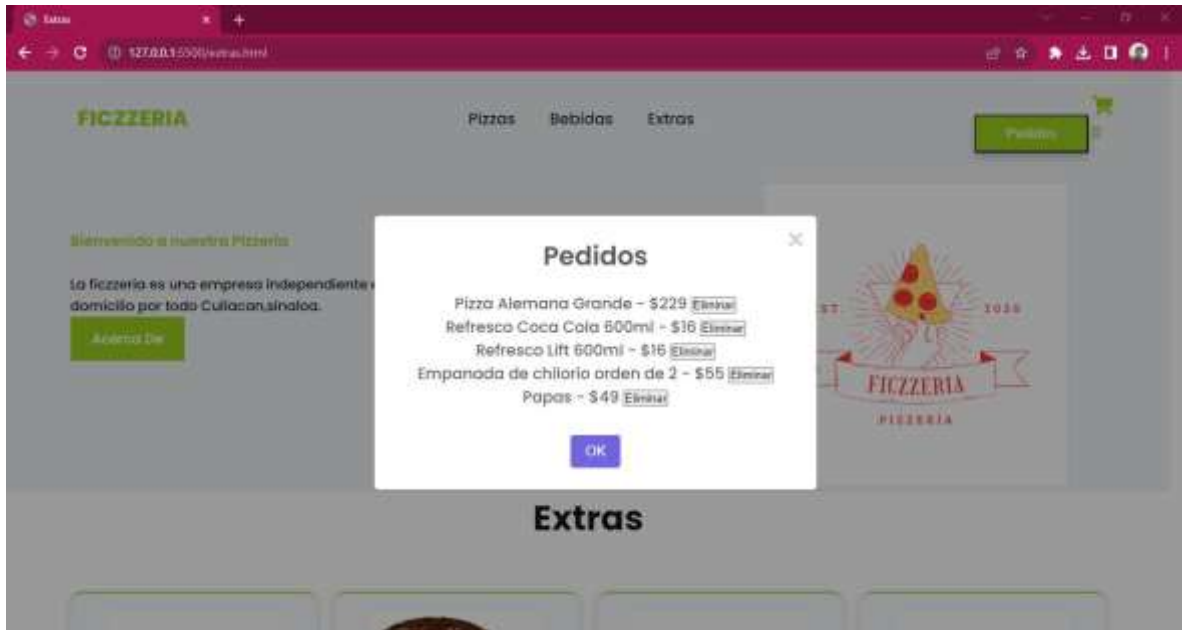 Extras
127.0.0.1:5500/extras.html
FICZZERIA
Pizzas Bebidas Extras
Pedidos
Bienvenido a nuestra Pizzeria
La ficzzeria es una empresa independiente
domicilio por todo Culiacan,sinaloa.
Acerca De
Pedidos
×
Pizza Alemana Grande - $229 Eliminar
Refresco Coca Cola 600ml - $16 Eliminar
Refresco Lift 600ml - $16 Eliminar
Empanada de chilorio orden de 2 - $55 Eliminar
Papas - $49 Eliminar
OK
FICZZERIA
PIZZERIA
Extras